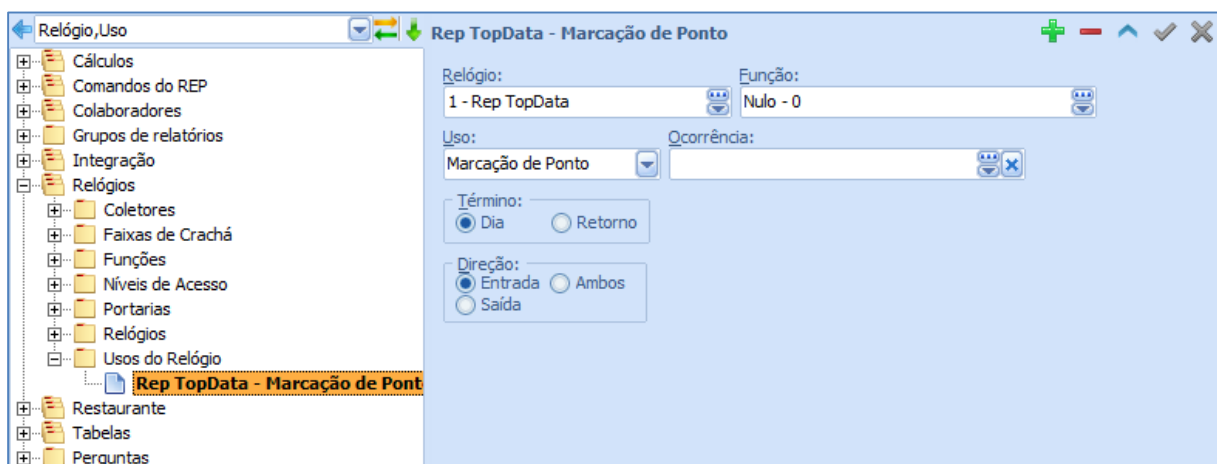 Relógio,Uso
Cálculos
Comandos do REP
Colaboradores
Grupos de relatórios
Integração
Relógios
Coletores
Faixas de Crachá
Funções
Níveis de Acesso
Portarias
Relógios
Usos do Relógio
Rep TopData - Marcação de Pont
Restaurante
Tabelas
Perguntas
Rep TopData - Marcação de Ponto
Relógio: Função:
1 - Rep TopData Nulo - 0
Uso: Ocorrência:
Marcação de Ponto
Término:
Dia Retorno
Direção:
Entrada Ambos
Saída